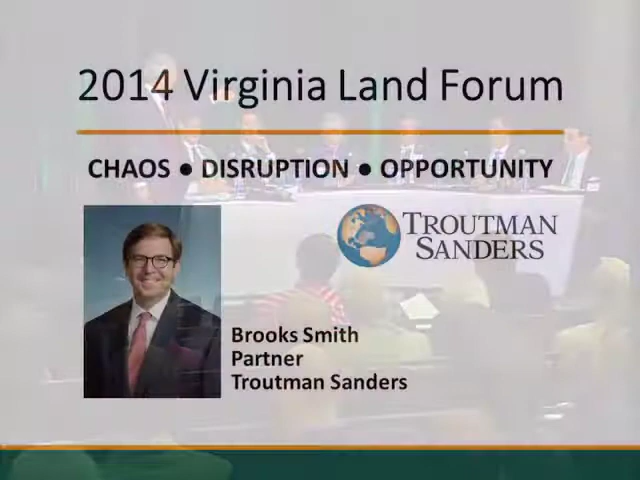 2014 Virginia Land Forum
CHAOS ● DISRUPTION ● OPPORTUNITY
TROUTMAN
SANDERS
Brooks Smith
Partner
Troutman Sanders